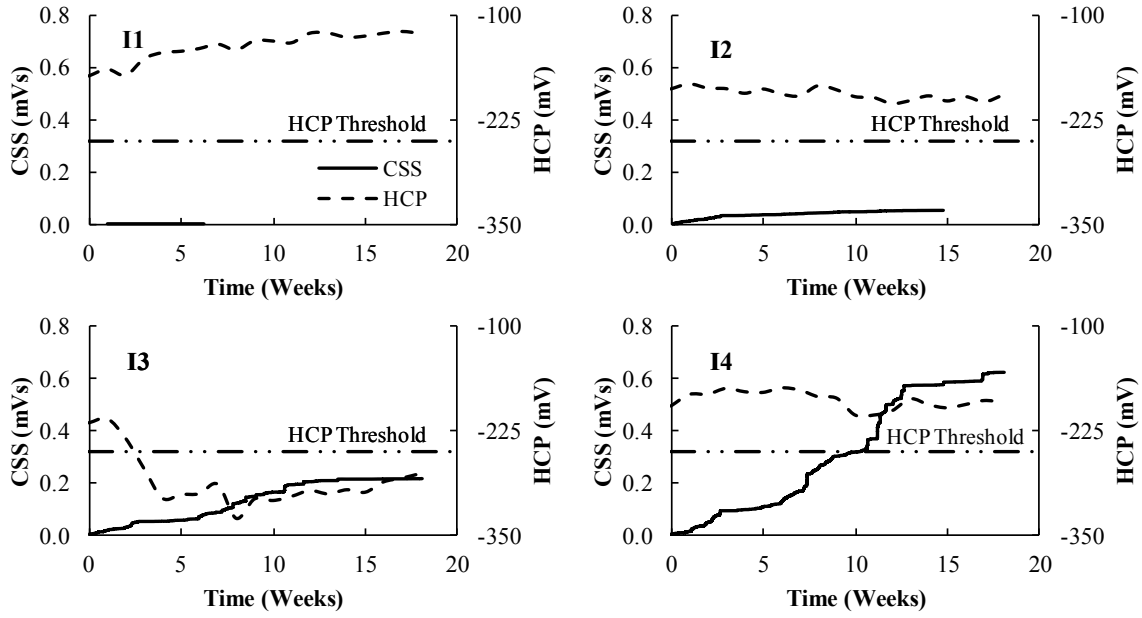 I1
CSS (mVs)
0.8
0.6
0.4
0.2
0.0
HCP Threshold
CSS
HCP
-100
-225
-350
HCP (mV)
0 5 10 15 20
Time (Weeks)
I2
CSS (mVs)
0.8
0.6
0.4
0.2
0.0
HCP Threshold
-100
-225
-350
HCP (mV)
0 5 10 15 20
Time (Weeks)
I3
CSS (mVs)
0.8
0.6
0.4
0.2
0.0
HCP Threshold
-100
-225
-350
HCP (mV)
0 5 10 15 20
Time (Weeks)
I4
CSS (mVs)
0.8
0.6
0.4
0.2
0.0
HCP Threshold
-100
-225
-350
HCP (mV)
0 5 10 15 20
Time (Weeks)